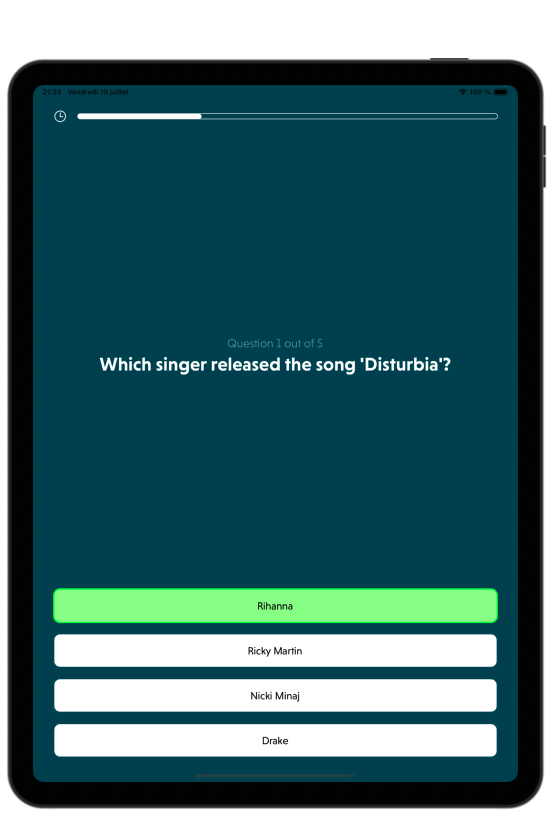 21:24 Vendredi 19 juillet 100 %
Question 1 out of 5
Which singer released the song 'Disturbia'?
Rihanna
Ricky Martin
Nicki Minaj
Drake